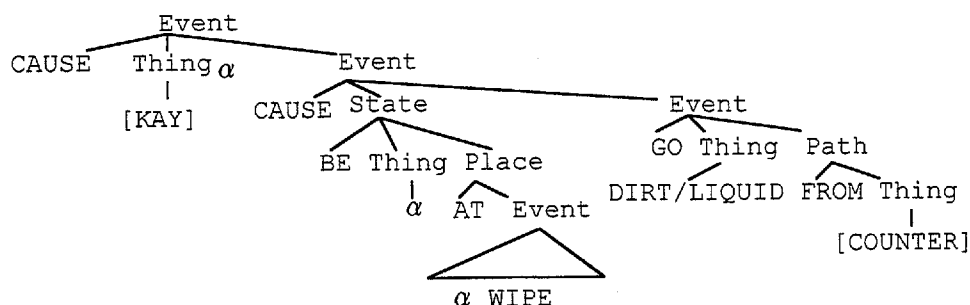 Event
CAUSE Thing α Event
[KAY] CAUSE State Event
BE Thing Place GO Thing Path
α AT Event DIRT/LIQUID FROM Thing
[COUNTER]
α WIPE